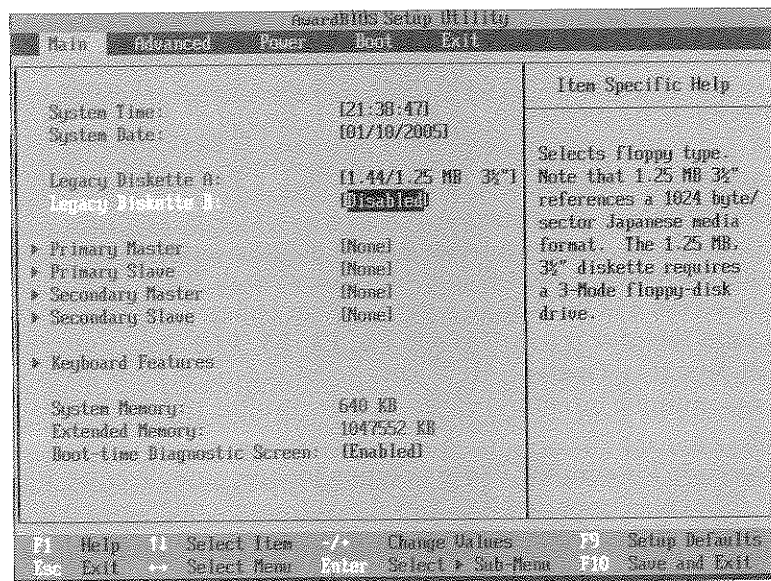 AwardBIOS Setup Utility
Main Advanced Power Boot Exit
System Time: [21:38:47]
System Date: [01/18/2005]
Legacy Diskette A: [1.44/1.25 MB 3½"]
Legacy Diskette B: [Disabled]
▶ Primary Master [None]
▶ Primary Slave [None]
▶ Secondary Master [None]
▶ Secondary Slave [None]
▶ Keyboard Features
System Memory: 640 KB
Extended Memory: 1047552 KB
Boot-time Diagnostic Screen: [Enabled]
Item Specific Help
Selects floppy type.
Note that 1.25 MB 3½"
references a 1024 byte/
sector Japanese media
format. The 1.25 MB,
3½" diskette requires
a 3-Mode floppy-disk
drive.
F1 Help ↑↓ Select Item -/+ Change Values F9 Setup Defaults
Esc Exit ↔ Select Menu Enter Select ▶ Sub-Menu F10 Save and Exit